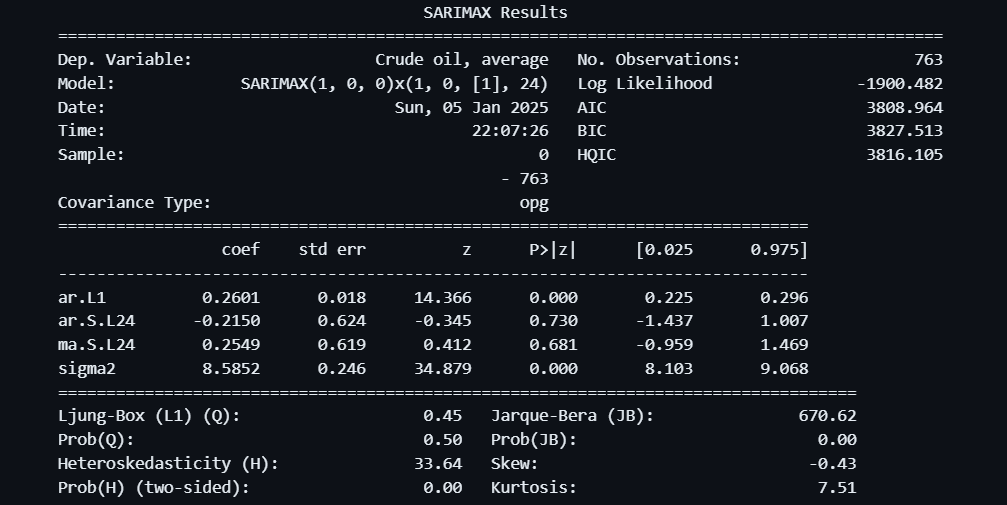 SARIMAX Results
==============================================================================================
Dep. Variable: Crude oil, average No. Observations: 763
Model: SARIMAX(1, 0, 0)x(1, 0, [1], 24) Log Likelihood -1900.482
Date: Sun, 05 Jan 2025 AIC 3808.964
Time: 22:07:26 BIC 3827.513
Sample: 0 HQIC 3816.105
- 763
Covariance Type: opg
==============================================================================
coef std err z P>|z| [0.025 0.975]
------------------------------------------------------------------------------
ar.L1 0.2601 0.018 14.366 0.000 0.225 0.296
ar.S.L24 -0.2150 0.624 -0.345 0.730 -1.437 1.007
ma.S.L24 0.2549 0.619 0.412 0.681 -0.959 1.469
sigma2 8.5852 0.246 34.879 0.000 8.103 9.068
===================================================================================
Ljung-Box (L1) (Q): 0.45 Jarque-Bera (JB): 670.62
Prob(Q): 0.50 Prob(JB): 0.00
Heteroskedasticity (H): 33.64 Skew: -0.43
Prob(H) (two-sided): 0.00 Kurtosis: 7.51